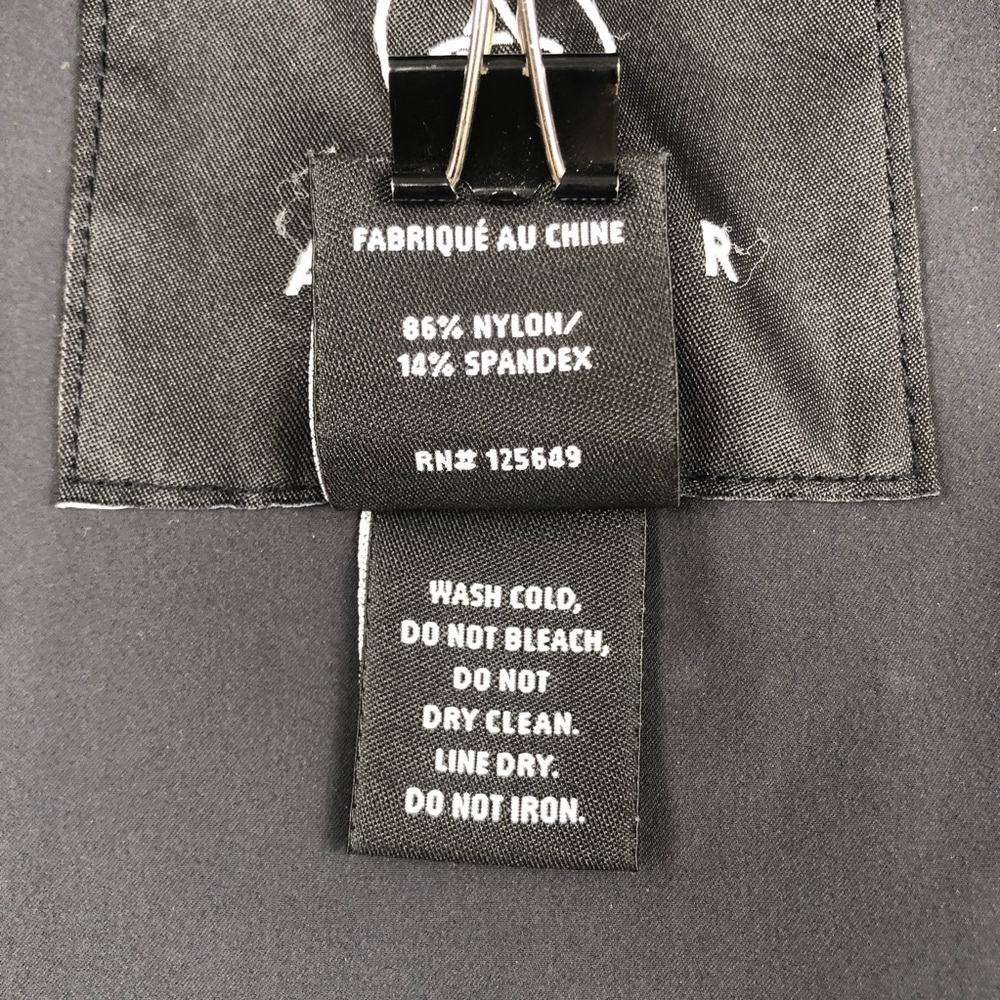 FABRIQUÉ AU CHINE
A R
86% NYLON/
14% SPANDEX
RN# 125649
WASH COLD,
DO NOT BLEACH,
DO NOT
DRY CLEAN.
LINE DRY.
DO NOT IRON.